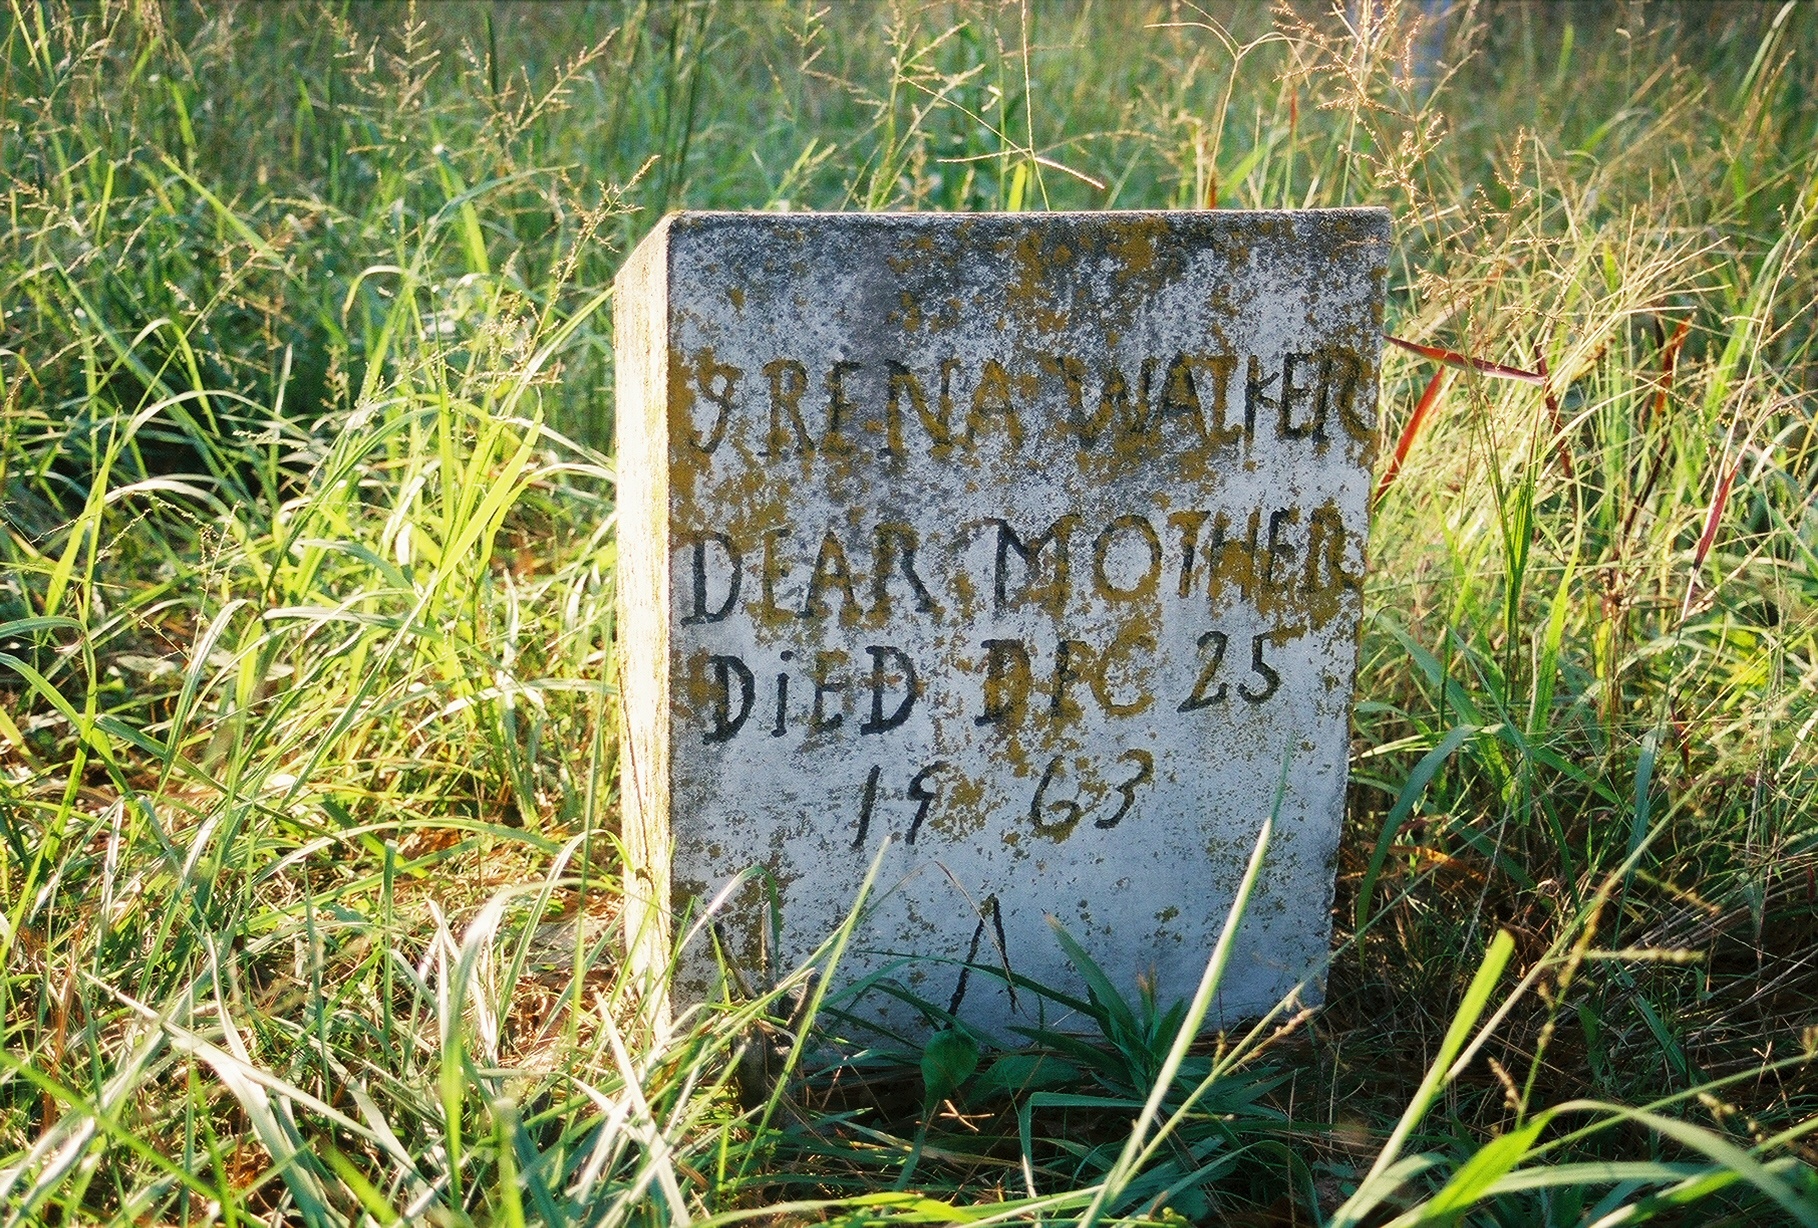 IRENA WALKER
DEAR MOTHER
DiED DEC 25
19 63